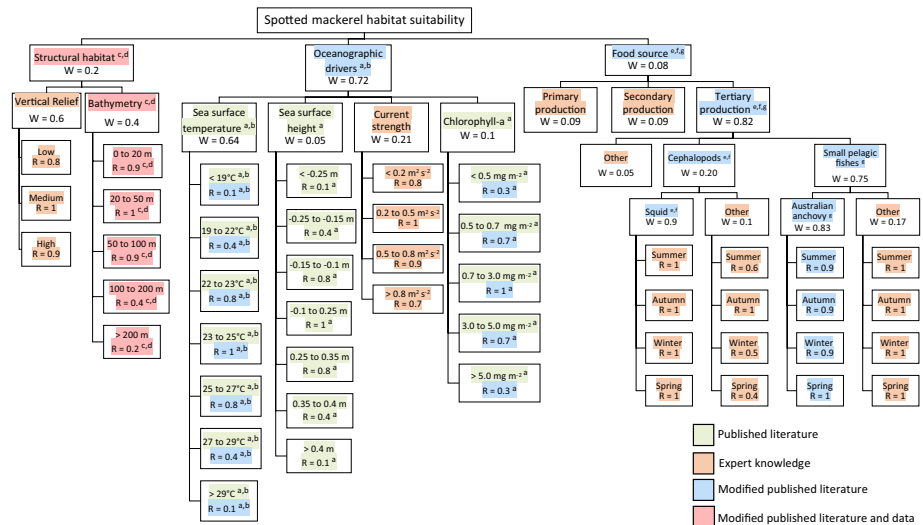 Spotted mackerel habitat suitability
Structural habitat c,d
W = 0.2
Oceanographic
drivers a,b
W = 0.72
Food source e,f,g
W = 0.08
Vertical Relief
W = 0.6
Bathymetry c,d
W = 0.4
Low
R = 0.8
Medium
R = 1
High
R = 0.9
0 to 20 m
R = 0.9 c,d
20 to 50 m
R = 1 c,d
50 to 100 m
R = 0.9 c,d
100 to 200 m
R = 0.4 c,d
> 200 m
R = 0.2 c,d
Sea surface
temperature a,b
W = 0.64
< 19°C a,b
R = 0.1 a,b
19 to 22°C a,b
R = 0.4 a,b
22 to 23°C a,b
R = 0.8 a,b
23 to 25°C a,b
R = 1 a,b
25 to 27°C a,b
R = 0.8 a,b
27 to 29°C a,b
R = 0.4 a,b
> 29°C a,b
R = 0.1 a,b
Sea surface
height a
W = 0.05
< -0.25 m
R = 0.1 a
-0.25 to -0.15 m
R = 0.4 a
-0.15 to -0.1 m
R = 0.8 a
-0.1 to 0.25 m
R = 1 a
0.25 to 0.35 m
R = 0.8 a
0.35 to 0.4 m
R = 0.4 a
> 0.4 m
R = 0.1 a
Current
strength
W = 0.21
< 0.2 m² s⁻²
R = 0.8
0.2 to 0.5 m² s⁻²
R = 1
0.5 to 0.8 m² s⁻²
R = 0.9
> 0.8 m² s⁻²
R = 0.7
Chlorophyll-a a
W = 0.1
< 0.5 mg m⁻² a
R = 0.3 a
0.5 to 0.7 mg m⁻² a
R = 0.7 a
0.7 to 3.0 mg m⁻² a
R = 1 a
3.0 to 5.0 mg m⁻² a
R = 0.7 a
> 5.0 mg m⁻² a
R = 0.3 a
Primary
production
W = 0.09
Secondary
production
W = 0.09
Tertiary
production e,f,g
W = 0.82
Other
W = 0.05
Cephalopods e,f
W = 0.20
Small pelagic
fishes g
W = 0.75
Squid e,f
W = 0.9
Summer
R = 1
Autumn
R = 1
Winter
R = 1
Spring
R = 1
Other
W = 0.1
Summer
R = 0.6
Autumn
R = 1
Winter
R = 0.5
Spring
R = 0.4
Australian
anchovy g
W = 0.83
Summer
R = 0.9
Autumn
R = 0.9
Winter
R = 0.9
Spring
R = 1
Other
W = 0.17
Summer
R = 1
Autumn
R = 1
Winter
R = 1
Spring
R = 1
Published literature
Expert knowledge
Modified published literature
Modified published literature and data